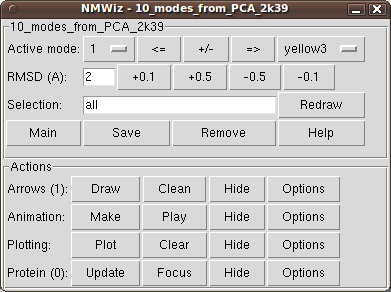 NMWiz - 10_modes_from_PCA_2k39
10_modes_from_PCA_2k39
Active mode: 1 <= +/- => yellow3
RMSD (A): 2 +0.1 +0.5 -0.5 -0.1
Selection: all Redraw
Main Save Remove Help
Actions
Arrows (1): Draw Clean Hide Options
Animation: Make Play Hide Options
Plotting: Plot Clear Hide Options
Protein (0): Update Focus Hide Options